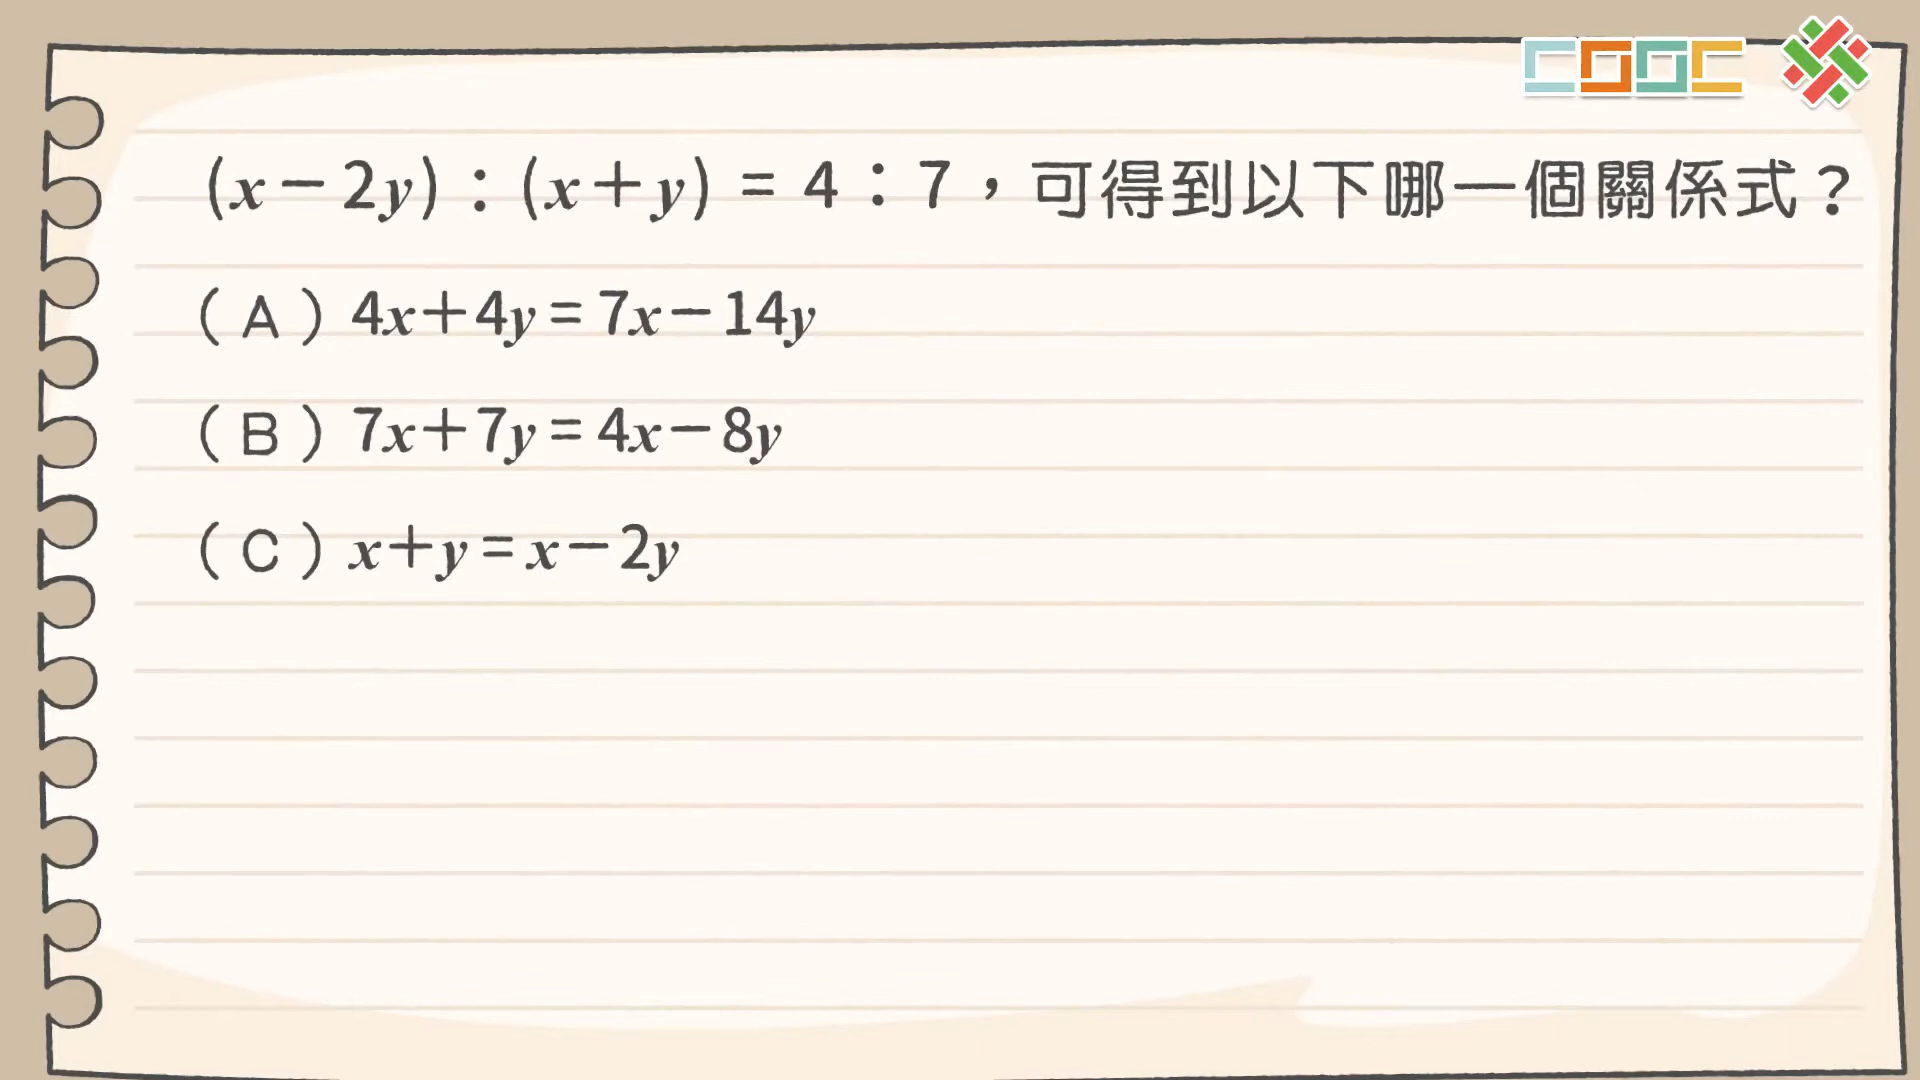 COOC
(x－2y)：(x＋y) = 4：7，可得到以下哪一個關係式？
（A）4x＋4y = 7x－14y
（B）7x＋7y = 4x－8y
（C）x＋y = x－2y